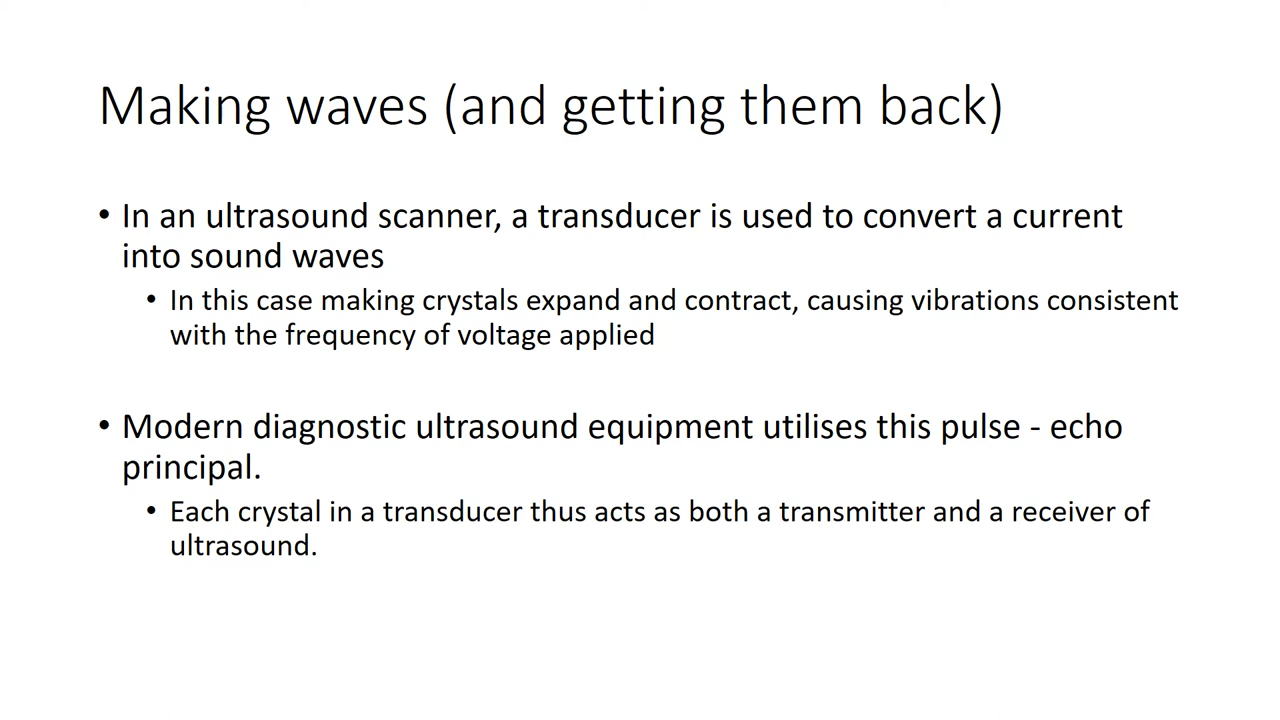 Making waves (and getting them back)
• In an ultrasound scanner, a transducer is used to convert a current
into sound waves
• In this case making crystals expand and contract, causing vibrations consistent
with the frequency of voltage applied
• Modern diagnostic ultrasound equipment utilises this pulse - echo
principal.
• Each crystal in a transducer thus acts as both a transmitter and a receiver of
ultrasound.